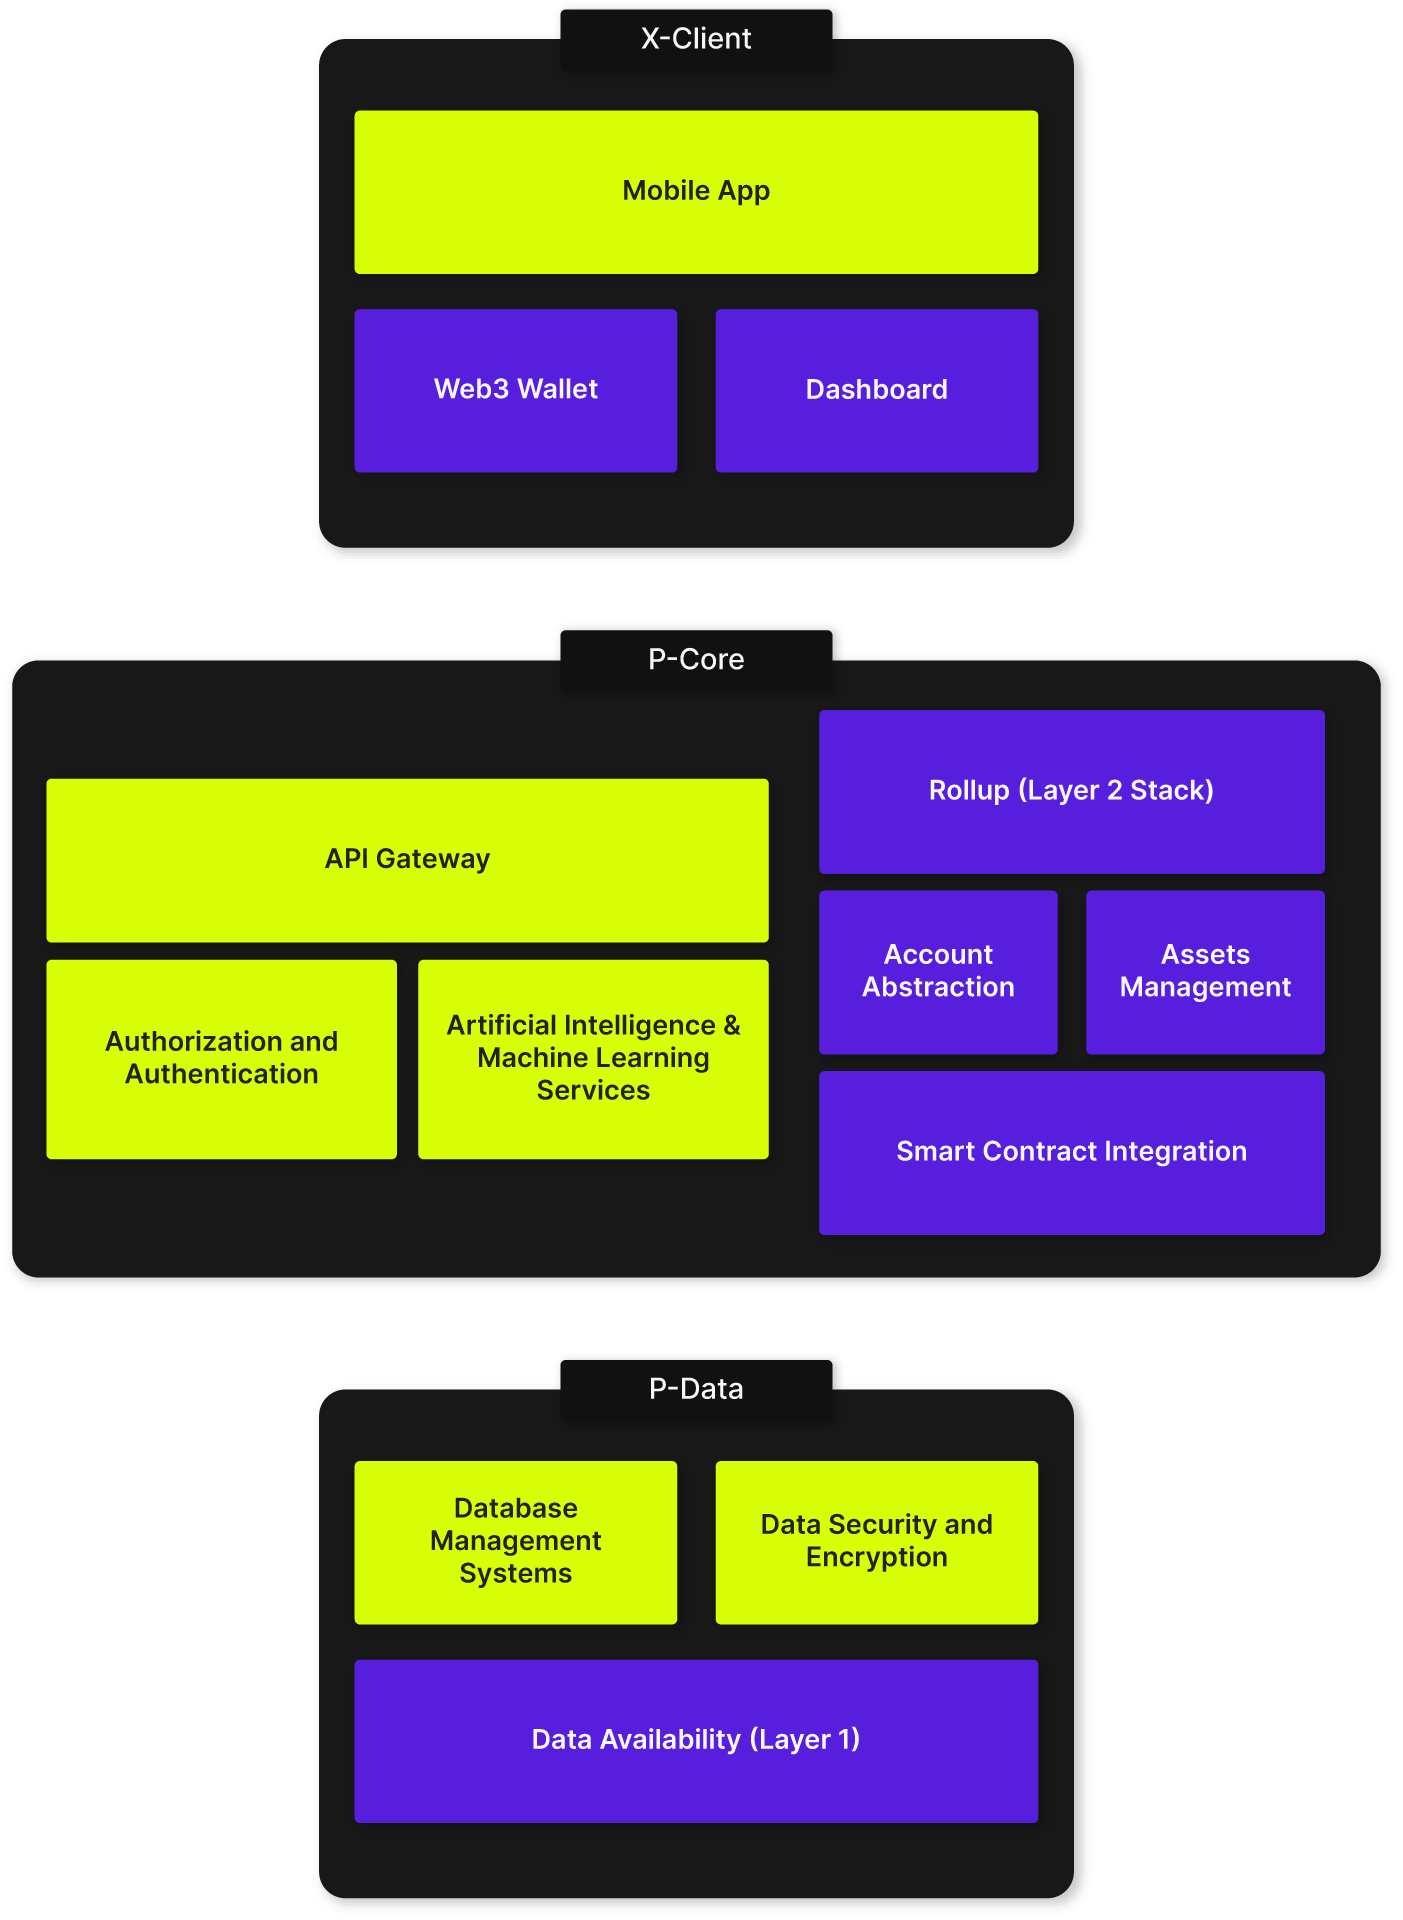 X-Client
Mobile App
Web3 Wallet
Dashboard
P-Core
API Gateway
Authorization and
Authentication
Artificial Intelligence &
Machine Learning
Services
Rollup (Layer 2 Stack)
Account
Abstraction
Assets
Management
Smart Contract Integration
P-Data
Database
Management
Systems
Data Security and
Encryption
Data Availability (Layer 1)